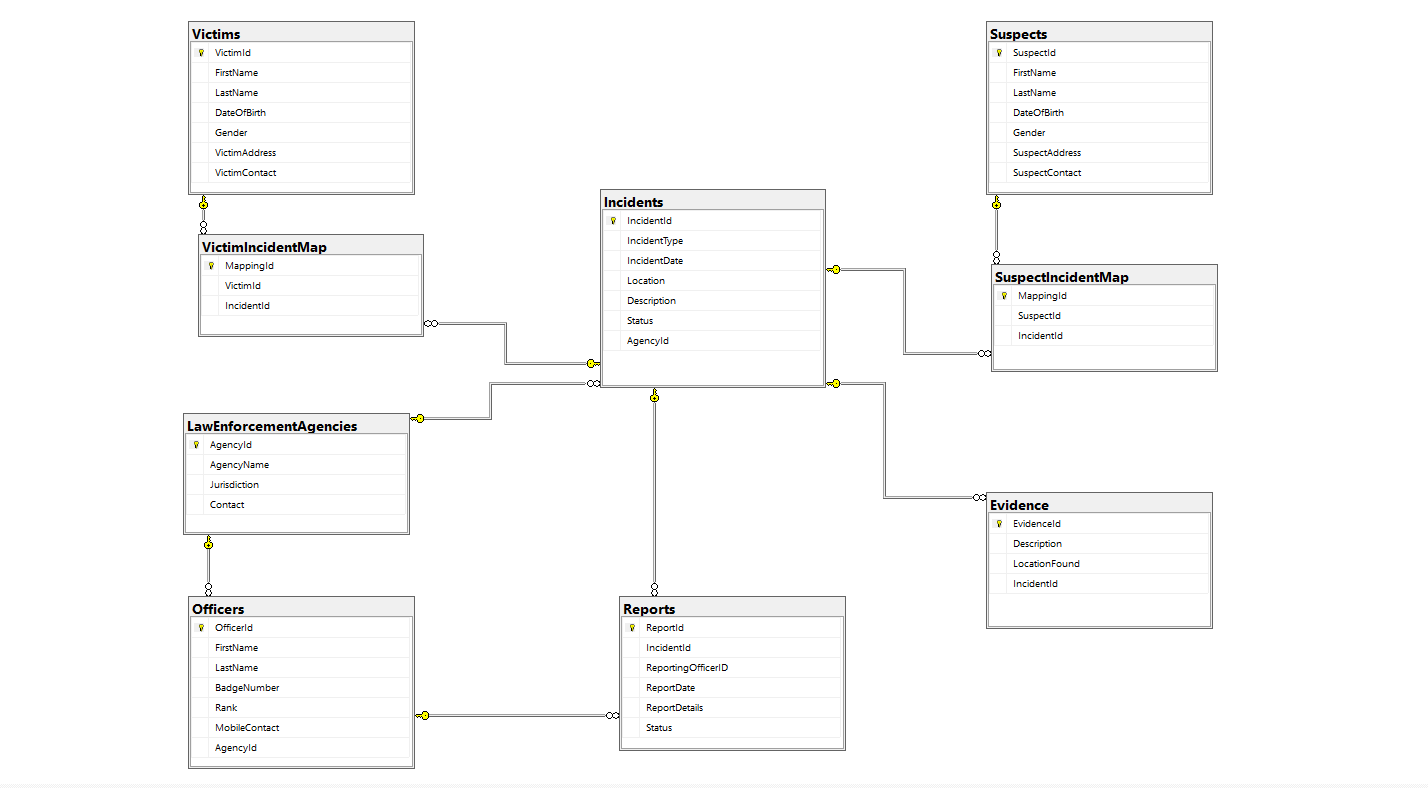 Victims
VictimId
FirstName
LastName
DateOfBirth
Gender
VictimAddress
VictimContact
Suspects
SuspectId
FirstName
LastName
DateOfBirth
Gender
SuspectAddress
SuspectContact
Incidents
IncidentId
IncidentType
IncidentDate
Location
Description
Status
AgencyId
VictimIncidentMap
MappingId
VictimId
IncidentId
SuspectIncidentMap
MappingId
SuspectId
IncidentId
LawEnforcementAgencies
AgencyId
AgencyName
Jurisdiction
Contact
Evidence
EvidenceId
Description
LocationFound
IncidentId
Officers
OfficerId
FirstName
LastName
BadgeNumber
Rank
MobileContact
AgencyId
Reports
ReportId
IncidentId
ReportingOfficerID
ReportDate
ReportDetails
Status